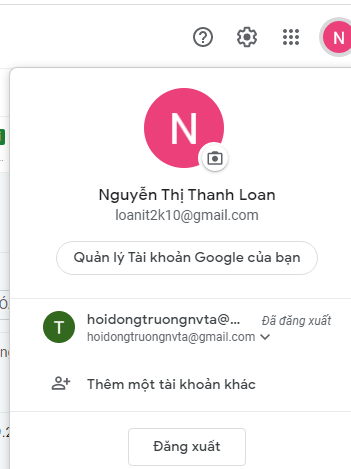 N
N
Nguyễn Thị Thanh Loan
loanit2k10@gmail.com
Quản lý Tài khoản Google của bạn
T
hoidongtruongnvta@... Đã đăng xuất
hoidongtruongnvta@gmail.com
Thêm một tài khoản khác
Đăng xuất